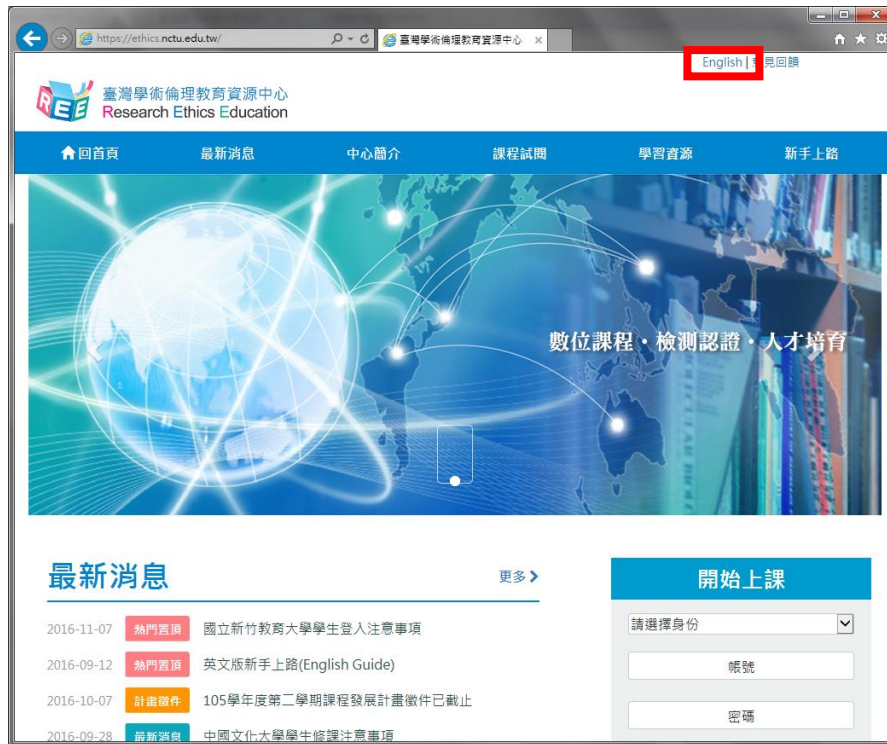 https://ethics.nctu.edu.tw/
臺灣學術倫理教育資源中心
English | 意見回饋
REE
臺灣學術倫理教育資源中心
Research Ethics Education
回首頁 最新消息 中心簡介 課程試閱 學習資源 新手上路
數位課程・檢測認證・人才培育
最新消息
更多
2016-11-07 熱門置頂 國立新竹教育大學學生登入注意事項
2016-09-12 熱門置頂 英文版新手上路(English Guide)
2016-10-07 計畫徵件 105學年度第二學期課程發展計畫徵件已截止
2016-09-28 最新消息 中國文化大學學生修課注意事項
開始上課
請選擇身份
帳號
密碼